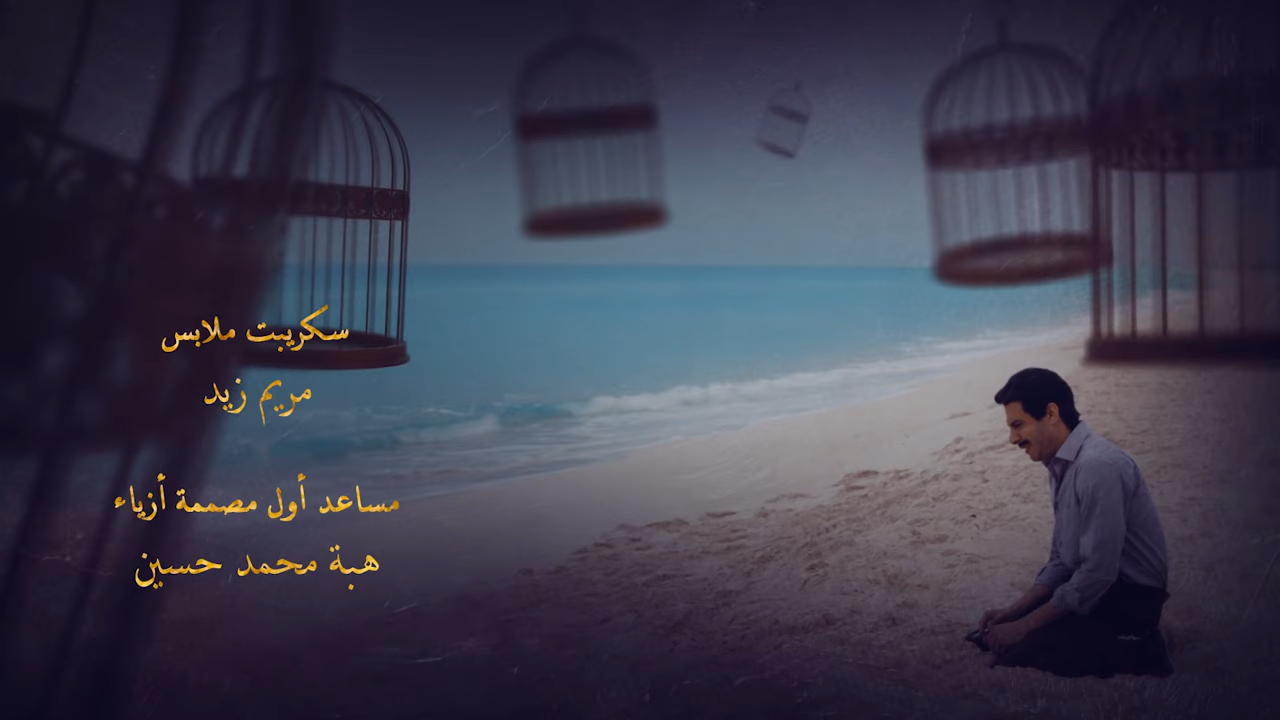 سكريبت ملابس
مريم زيد
مساعد أول مصممة أزياء
هبة محمد حسين